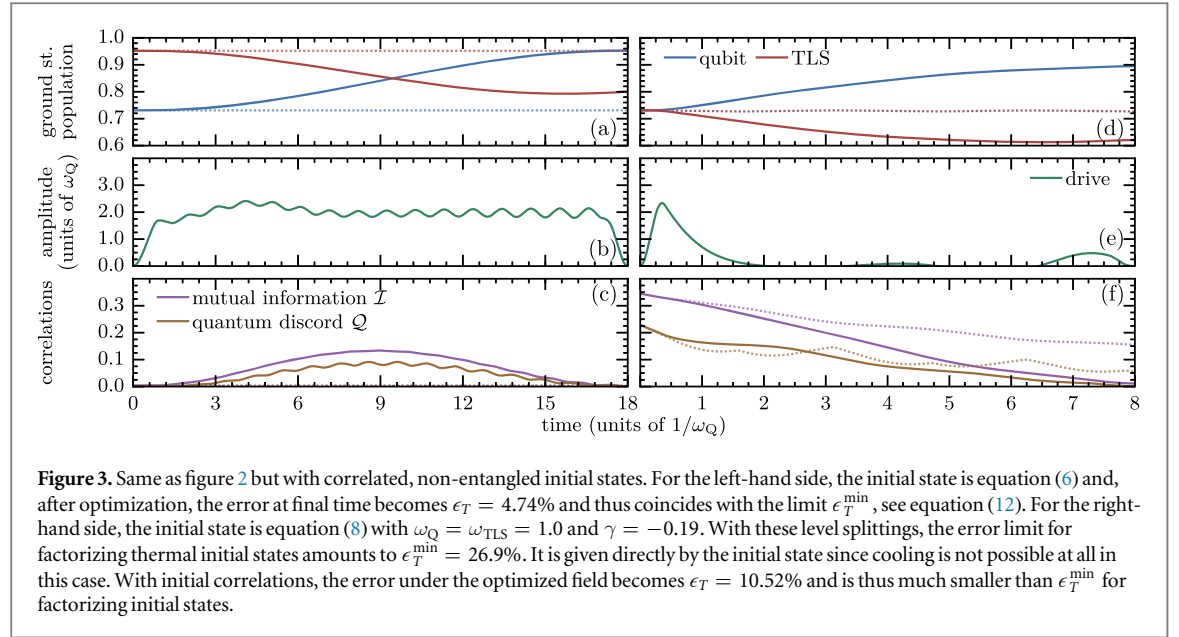 ground st.
population
1.0
0.9
0.8
0.7
0.6
(a)
qubit
TLS
(d)
amplitude
(units of ωQ)
3.0
2.0
1.0
0.0
(b)
drive
(e)
correlations
0.3
0.2
0.1
0.0
mutual information ℐ
quantum discord 𝒬
(c)
(f)
0 3 6 9 12 15 18 1 2 3 4 5 6 7 8
time (units of 1/ωQ)
Figure 3. Same as figure 2 but with correlated, non-entangled initial states. For the left-hand side, the initial state is equation (6) and,
after optimization, the error at final time becomes ϵT = 4.74% and thus coincides with the limit ϵT^min, see equation (12). For the right-
hand side, the initial state is equation (8) with ωQ = ωTLS = 1.0 and γ = −0.19. With these level splittings, the error limit for
factorizing thermal initial states amounts to ϵT^min = 26.9%. It is given directly by the initial state since cooling is not possible at all in
this case. With initial correlations, the error under the optimized field becomes ϵT = 10.52% and is thus much smaller than ϵT^min for
factorizing initial states.